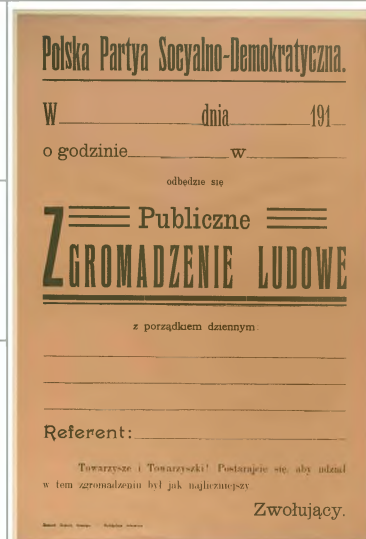 Polska Partya Socyalno-Demokratyczna.
W dnia 191
o godzinie w
odbędzie się
Publiczne
ZGROMADZENIE LUDOWE
z porządkiem dziennym:
Referent:
Towarzysze i Towarzyszki! Postarajcie się, aby udział
w tem zgromadzeniu był jak najliczniejszy.
Zwołujący.